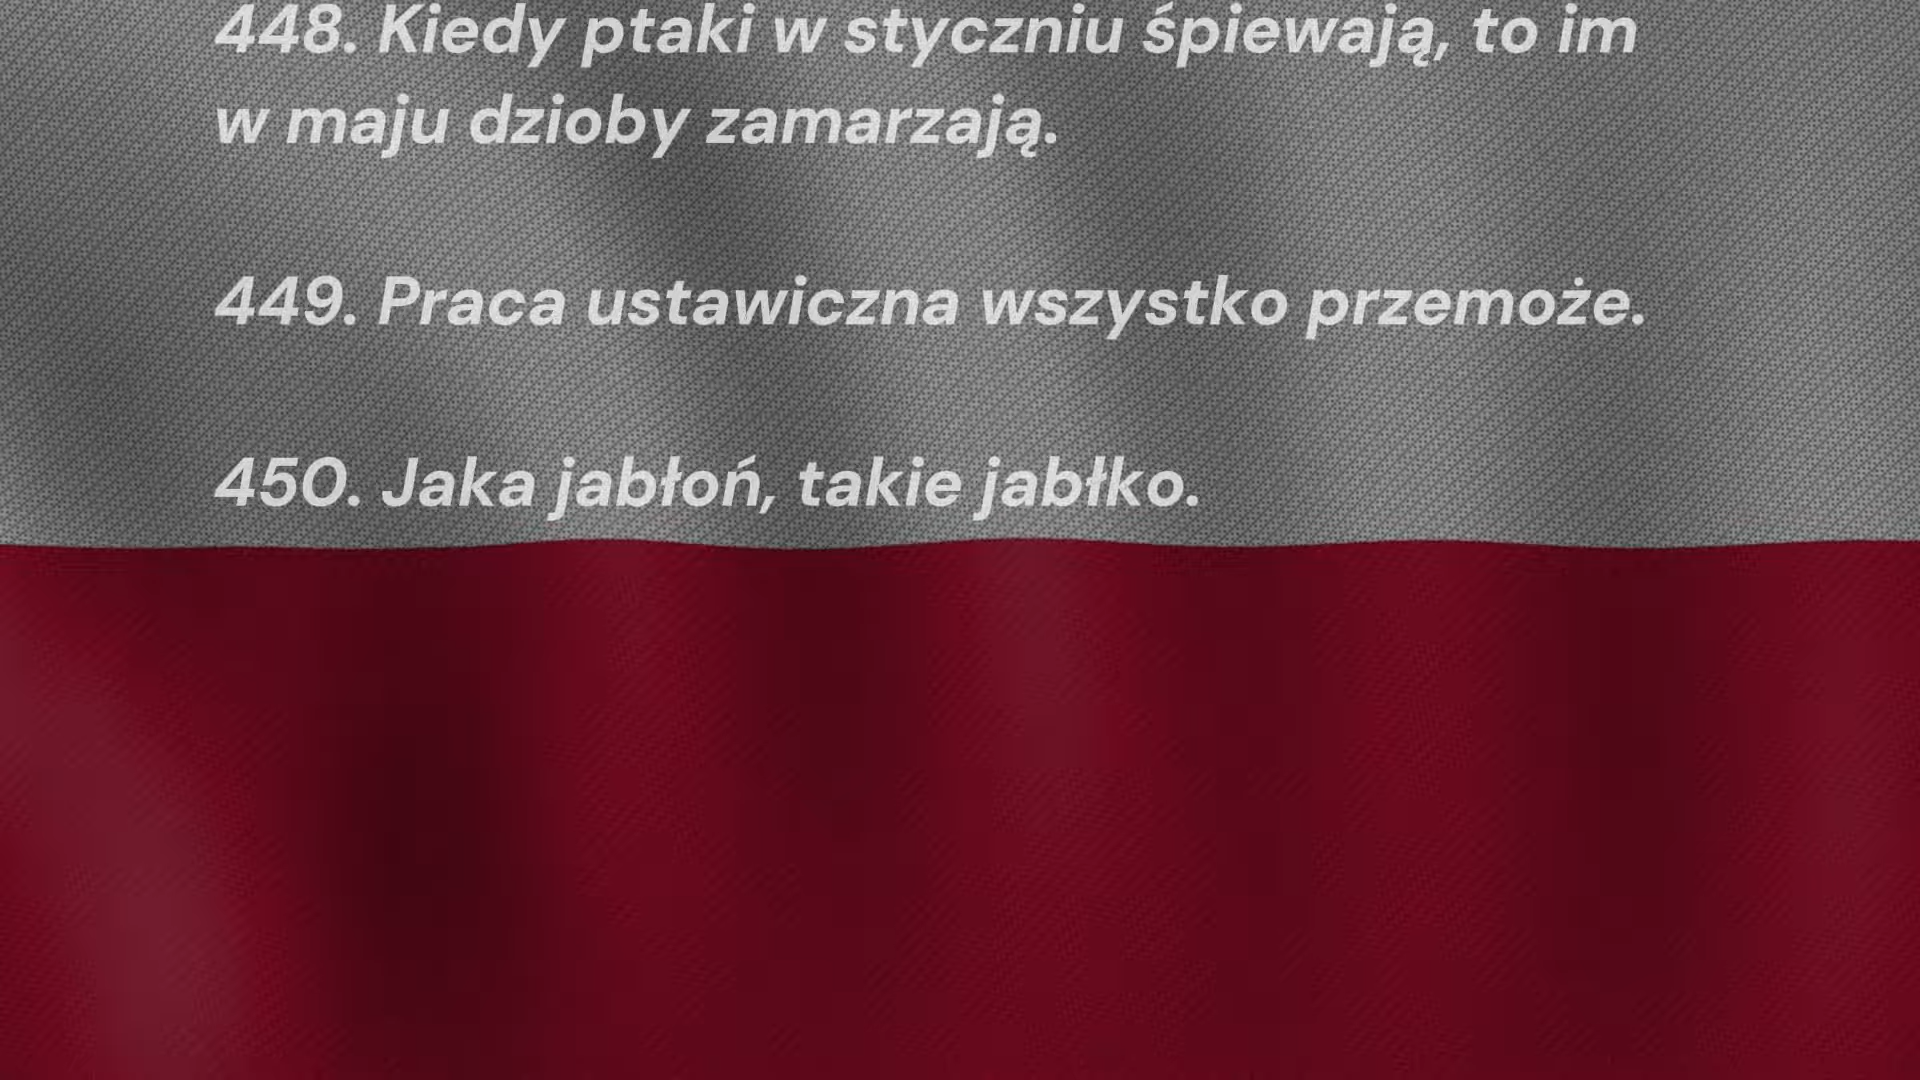 448. Kiedy ptaki w styczniu śpiewają, to im
w maju dzioby zamarzają.
449. Praca ustawiczna wszystko przemoże.
450. Jaka jabłoń, takie jabłko.